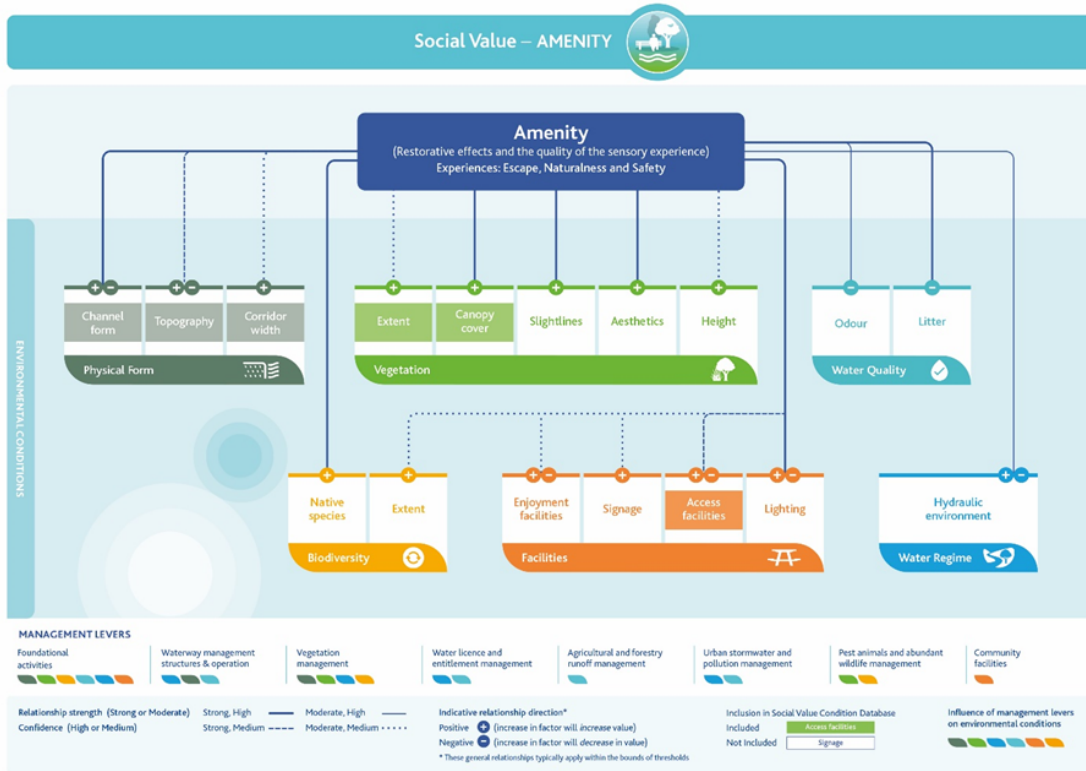 Social Value – AMENITY
Amenity
(Restorative effects and the quality of the sensory experience)
Experiences: Escape, Naturalness and Safety
ENVIRONMENTAL CONDITIONS
Channel form
Topography
Corridor width
Physical Form
Extent
Canopy cover
Slightlines
Aesthetics
Height
Vegetation
Odour
Litter
Water Quality
Native species
Extent
Biodiversity
Enjoyment facilities
Signage
Access facilities
Lighting
Facilities
Hydraulic environment
Water Regime
MANAGEMENT LEVERS
Foundational activities
Waterway management structures & operation
Vegetation management
Water licence and entitlement management
Agricultural and forestry runoff management
Urban stormwater and pollution management
Pest animals and abundant wildlife management
Community facilities
Relationship strength (Strong or Moderate)
Confidence (High or Medium)
Strong, High
Moderate, High
Strong, Medium
Moderate, Medium
Indicative relationship direction*
Positive + (increase in factor will increase value)
Negative – (increase in factor will decrease in value)
* These general relationships typically apply within the bounds of thresholds
Inclusion in Social Value Condition Database
Included
Access facilities
Not Included
Signage
Influence of management levers
on environmental conditions